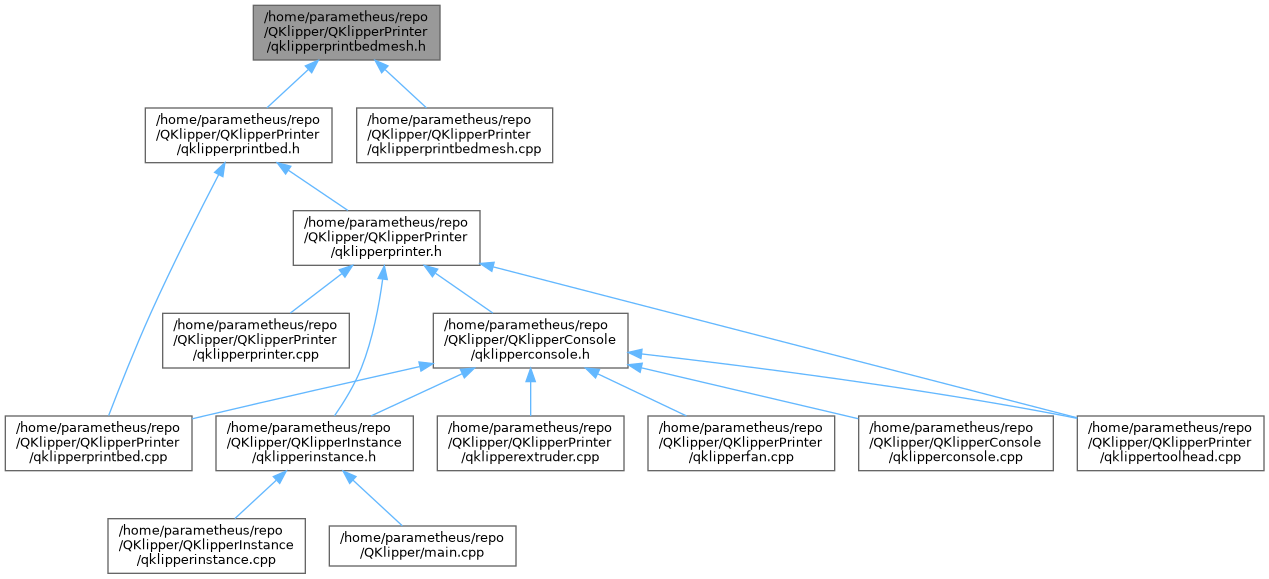 /home/parametheus/repo
/QKlipper/QKlipperPrinter
/qklipperprintbedmesh.h
/home/parametheus/repo
/QKlipper/QKlipperPrinter
/qklipperprintbed.h
/home/parametheus/repo
/QKlipper/QKlipperPrinter
/qklipperprintbedmesh.cpp
/home/parametheus/repo
/QKlipper/QKlipperPrinter
/qklipperprinter.h
/home/parametheus/repo
/QKlipper/QKlipperPrinter
/qklipperprinter.cpp
/home/parametheus/repo
/QKlipper/QKlipperConsole
/qklipperconsole.h
/home/parametheus/repo
/QKlipper/QKlipperPrinter
/qklipperprintbed.cpp
/home/parametheus/repo
/QKlipper/QKlipperInstance
/qklipperinstance.h
/home/parametheus/repo
/QKlipper/QKlipperPrinter
/qklipperextruder.cpp
/home/parametheus/repo
/QKlipper/QKlipperPrinter
/qklipperfan.cpp
/home/parametheus/repo
/QKlipper/QKlipperConsole
/qklipperconsole.cpp
/home/parametheus/repo
/QKlipper/QKlipperPrinter
/qklippertoolhead.cpp
/home/parametheus/repo
/QKlipper/QKlipperInstance
/qklipperinstance.cpp
/home/parametheus/repo
/QKlipper/main.cpp